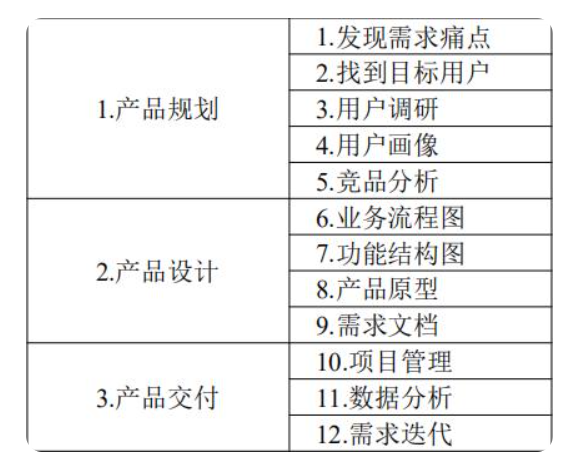 1.产品规划
1.发现需求痛点
2.找到目标用户
3.用户调研
4.用户画像
5.竞品分析
2.产品设计
6.业务流程图
7.功能结构图
8.产品原型
9.需求文档
3.产品交付
10.项目管理
11.数据分析
12.需求迭代